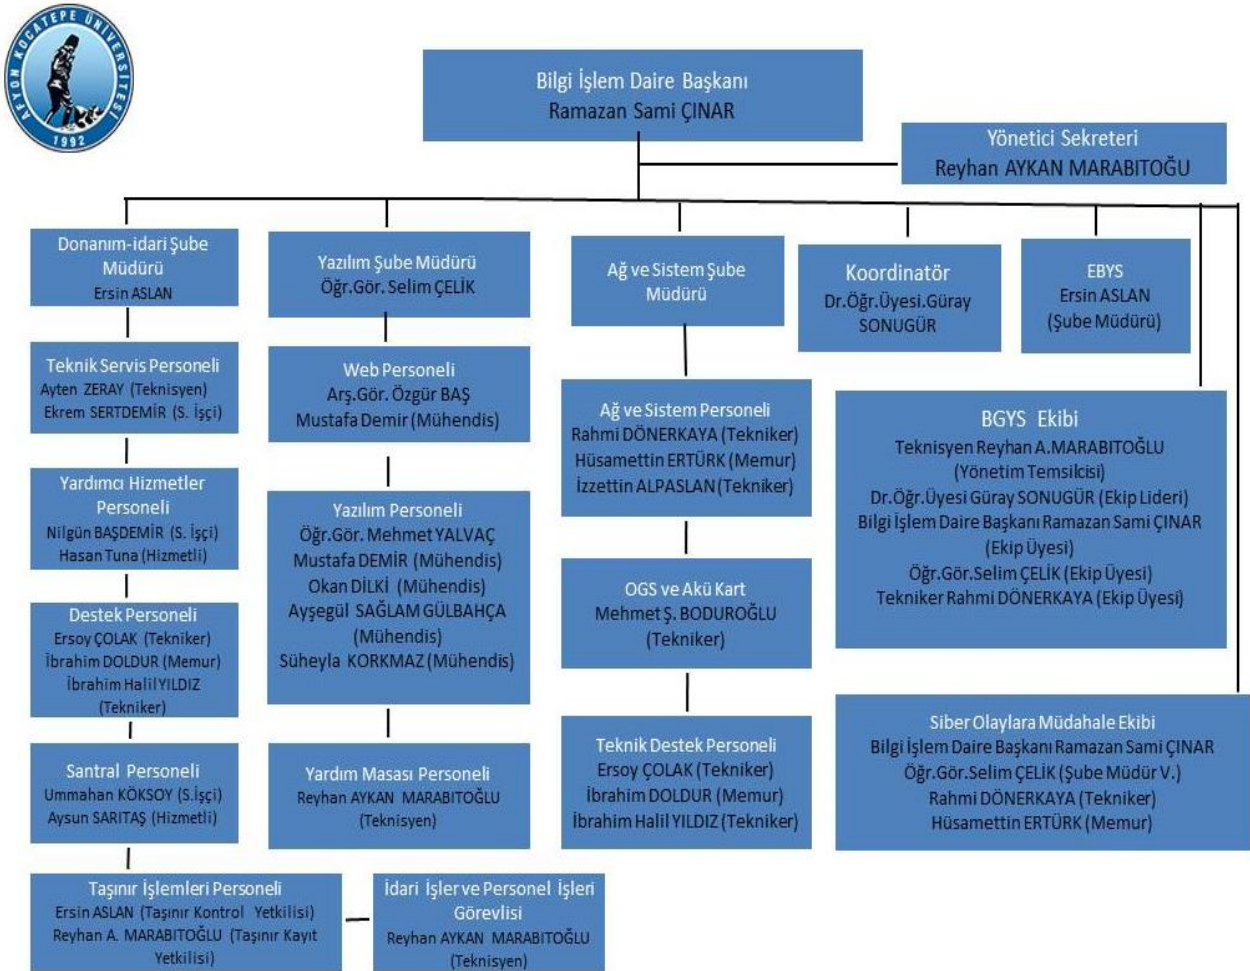 AFYON KOCATEPE ÜNİVERSİTESİ
1992
Bilgi İşlem Daire Başkanı
Ramazan Sami ÇINAR
Yönetici Sekreteri
Reyhan AYKAN MARABITOĞU
Donanım-idari Şube
Müdürü
Ersin ASLAN
Teknik Servis Personeli
Ayten ZERAY (Teknisyen)
Ekrem SERTDEMİR (S. İşçi)
Yardımcı Hizmetler
Personeli
Nilgün BAŞDEMİR (S. İşçi)
Hasan Tuna (Hizmetli)
Destek Personeli
Ersoy ÇOLAK (Tekniker)
İbrahim DOLDUR (Memur)
İbrahim Halil YILDIZ
(Tekniker)
Santral Personeli
Ummahan KÖKSOY (S.İşçi)
Aysun SARITAŞ (Hizmetli)
Taşınır İşlemleri Personeli
Ersin ASLAN (Taşınır Kontrol Yetkilisi)
Reyhan A. MARABITOĞLU (Taşınır Kayıt
Yetkilisi)
İdari İşler ve Personel İşleri
Görevlisi
Reyhan AYKAN MARABITOĞLU
(Teknisyen)
Yazılım Şube Müdürü
Öğr.Gör. Selim ÇELİK
Web Personeli
Arş.Gör. Özgür BAŞ
Mustafa Demir (Mühendis)
Yazılım Personeli
Öğr.Gör. Mehmet YALVAÇ
Mustafa DEMİR (Mühendis)
Okan DİLKİ (Mühendis)
Ayşegül SAĞLAM GÜLBAHÇA
(Mühendis)
Süheyla KORKMAZ (Mühendis)
Yardım Masası Personeli
Reyhan AYKAN MARABITOĞLU
(Teknisyen)
Ağ ve Sistem Şube
Müdürü
Ağ ve Sistem Personeli
Rahmi DÖNERKAYA (Tekniker)
Hüsamettin ERTÜRK (Memur)
İzzettin ALPASLAN (Tekniker)
OGS ve Akü Kart
Mehmet Ş. BODUROĞLU
(Tekniker)
Teknik Destek Personeli
Ersoy ÇOLAK (Tekniker)
İbrahim DOLDUR (Memur)
İbrahim Halil YILDIZ (Tekniker)
Koordinatör
Dr.Öğr.Üyesi.Güray
SONUGÜR
EBYS
Ersin ASLAN
(Şube Müdürü)
BGYS Ekibi
Teknisyen Reyhan A.MARABITOĞLU
(Yönetim Temsilcisi)
Dr.Öğr.Üyesi Güray SONUGÜR (Ekip Lideri)
Bilgi İşlem Daire Başkanı Ramazan Sami ÇINAR
(Ekip Üyesi)
Öğr.Gör.Selim ÇELİK (Ekip Üyesi)
Tekniker Rahmi DÖNERKAYA (Ekip Üyesi)
Siber Olaylara Müdahale Ekibi
Bilgi İşlem Daire Başkanı Ramazan Sami ÇINAR
Öğr.Gör.Selim ÇELİK (Şube Müdür V.)
Rahmi DÖNERKAYA (Tekniker)
Hüsamettin ERTÜRK (Memur)